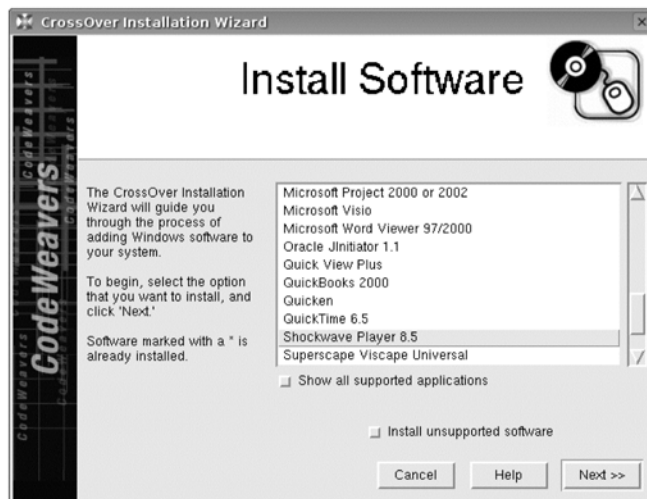 CrossOver Installation Wizard
Install Software
CodeWeavers
CodeWeavers
CodeWeavers
CodeWeavers
The CrossOver Installation
Wizard will guide you
through the process of
adding Windows software to
your system.
To begin, select the option
that you want to install, and
click 'Next.'
Software marked with a * is
already installed.
Microsoft Project 2000 or 2002
Microsoft Visio
Microsoft Word Viewer 97/2000
Oracle JInitiator 1.1
Quick View Plus
QuickBooks 2000
Quicken
QuickTime 6.5
Shockwave Player 8.5
Superscape Viscape Universal
Show all supported applications
Install unsupported software
Cancel
Help
Next >>